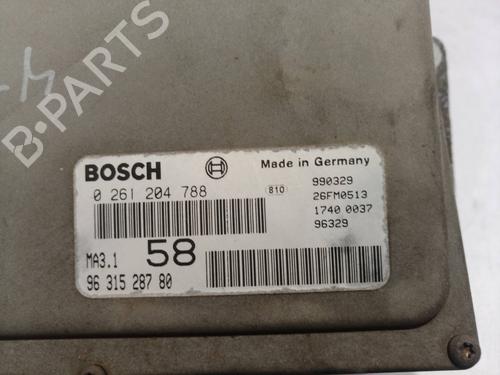 B-PARTS
BOSCH
Made in Germany
0 261 204 788
810
990329
26FM0513
1740 0037
96329
MA3.1
58
96 315 287 80